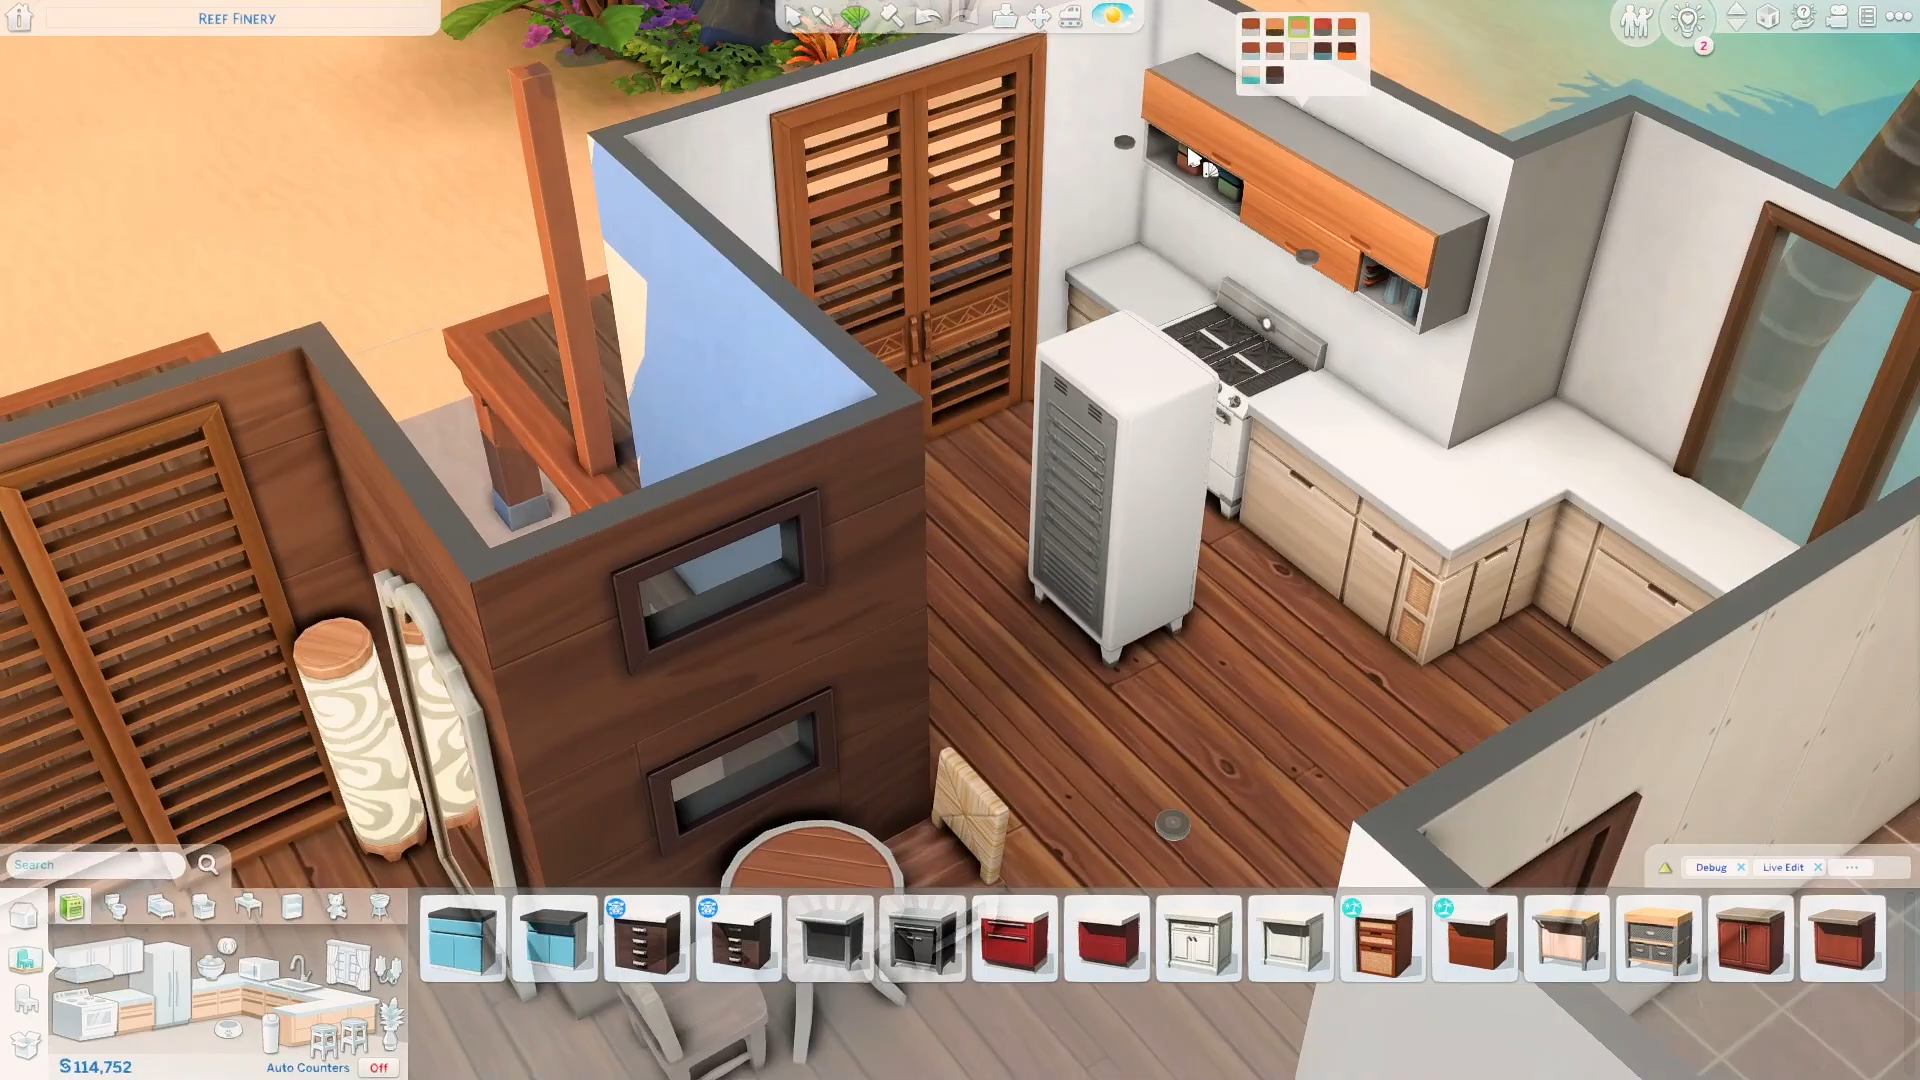 REEF FINERY
2
Search
Debug
Live Edit
...
§114,752
Auto Counters
Off